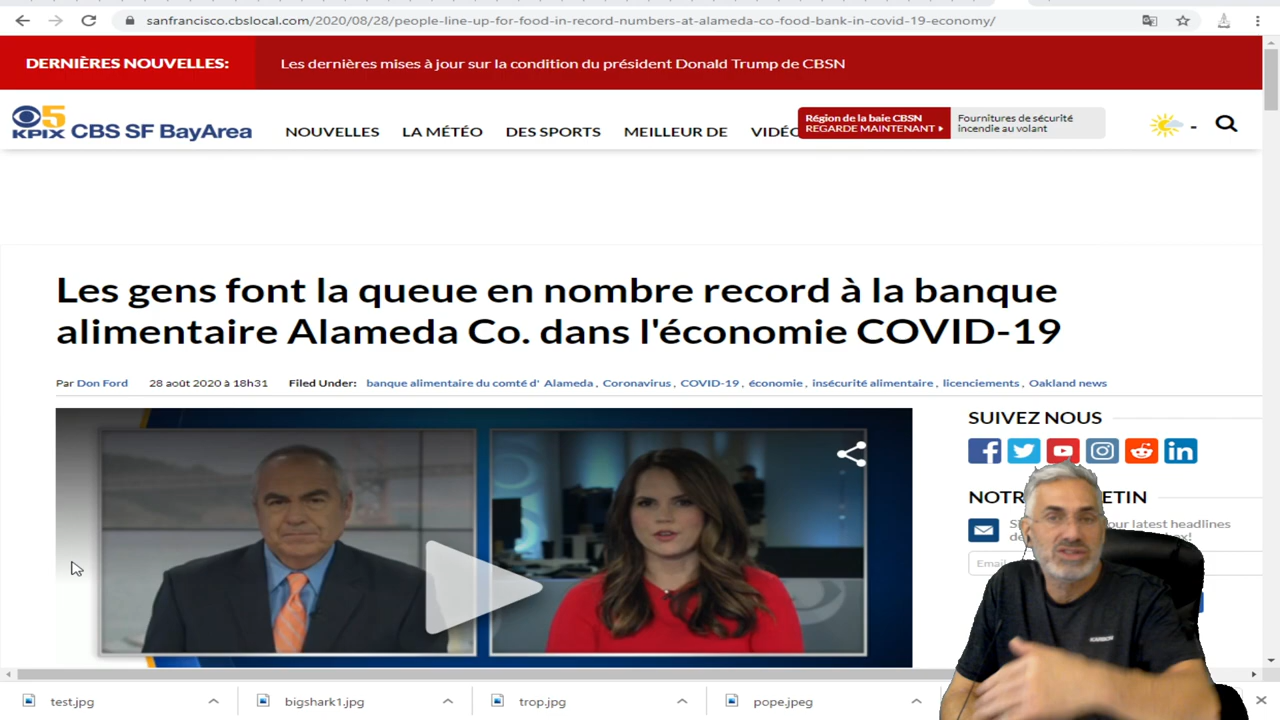 sanfrancisco.cbslocal.com/2020/08/28/people-line-up-for-food-in-record-numbers-at-alameda-co-food-bank-in-covid-19-economy/
DERNIÈRES NOUVELLES: Les dernières mises à jour sur la condition du président Donald Trump de CBSN
5
KPIX CBS SF BayArea
NOUVELLES LA MÉTÉO DES SPORTS MEILLEUR DE
Région de la baie CBSN
REGARDE MAINTENANT
Fournitures de sécurité
incendie au volant
-
Les gens font la queue en nombre record à la banque
alimentaire Alameda Co. dans l'économie COVID-19
Par Don Ford 28 août 2020 à 18h31 Filed Under: banque alimentaire du comté d' Alameda , Coronavirus , COVID-19 , économie , insécurité alimentaire , licenciements , Oakland news
SUIVEZ NOUS
in
our latest headlines
test.jpg bigshark1.jpg trop.jpg pope.jpeg